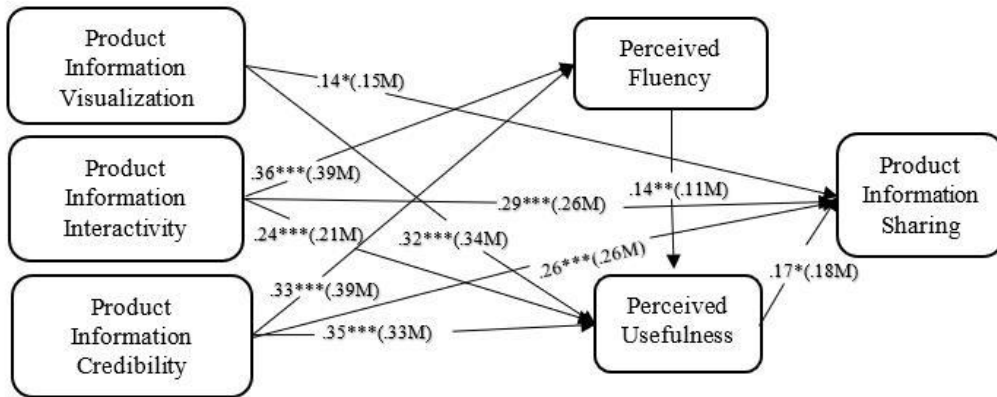 Product
Information
Visualization
Perceived
Fluency
.14*(.15M)
Product
Information
Interactivity
.36***(.39M)
.29***(.26M)
.14**(.11M)
Product
Information
Sharing
.24***(.21M)
.32***(.34M)
.26***(.26M)
.17*(.18M)
Product
Information
Credibility
.33***(.39M)
.35***(.33M)
Perceived
Usefulness